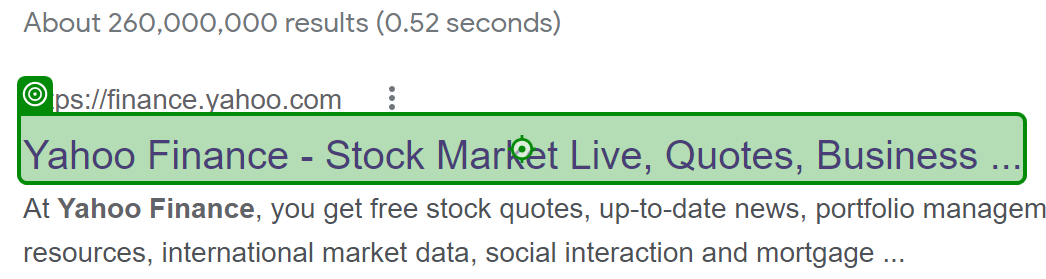 About 260,000,000 results (0.52 seconds)
ps://finance.yahoo.com
Yahoo Finance - Stock Market Live, Quotes, Business ...
At Yahoo Finance, you get free stock quotes, up-to-date news, portfolio managem
resources, international market data, social interaction and mortgage ...